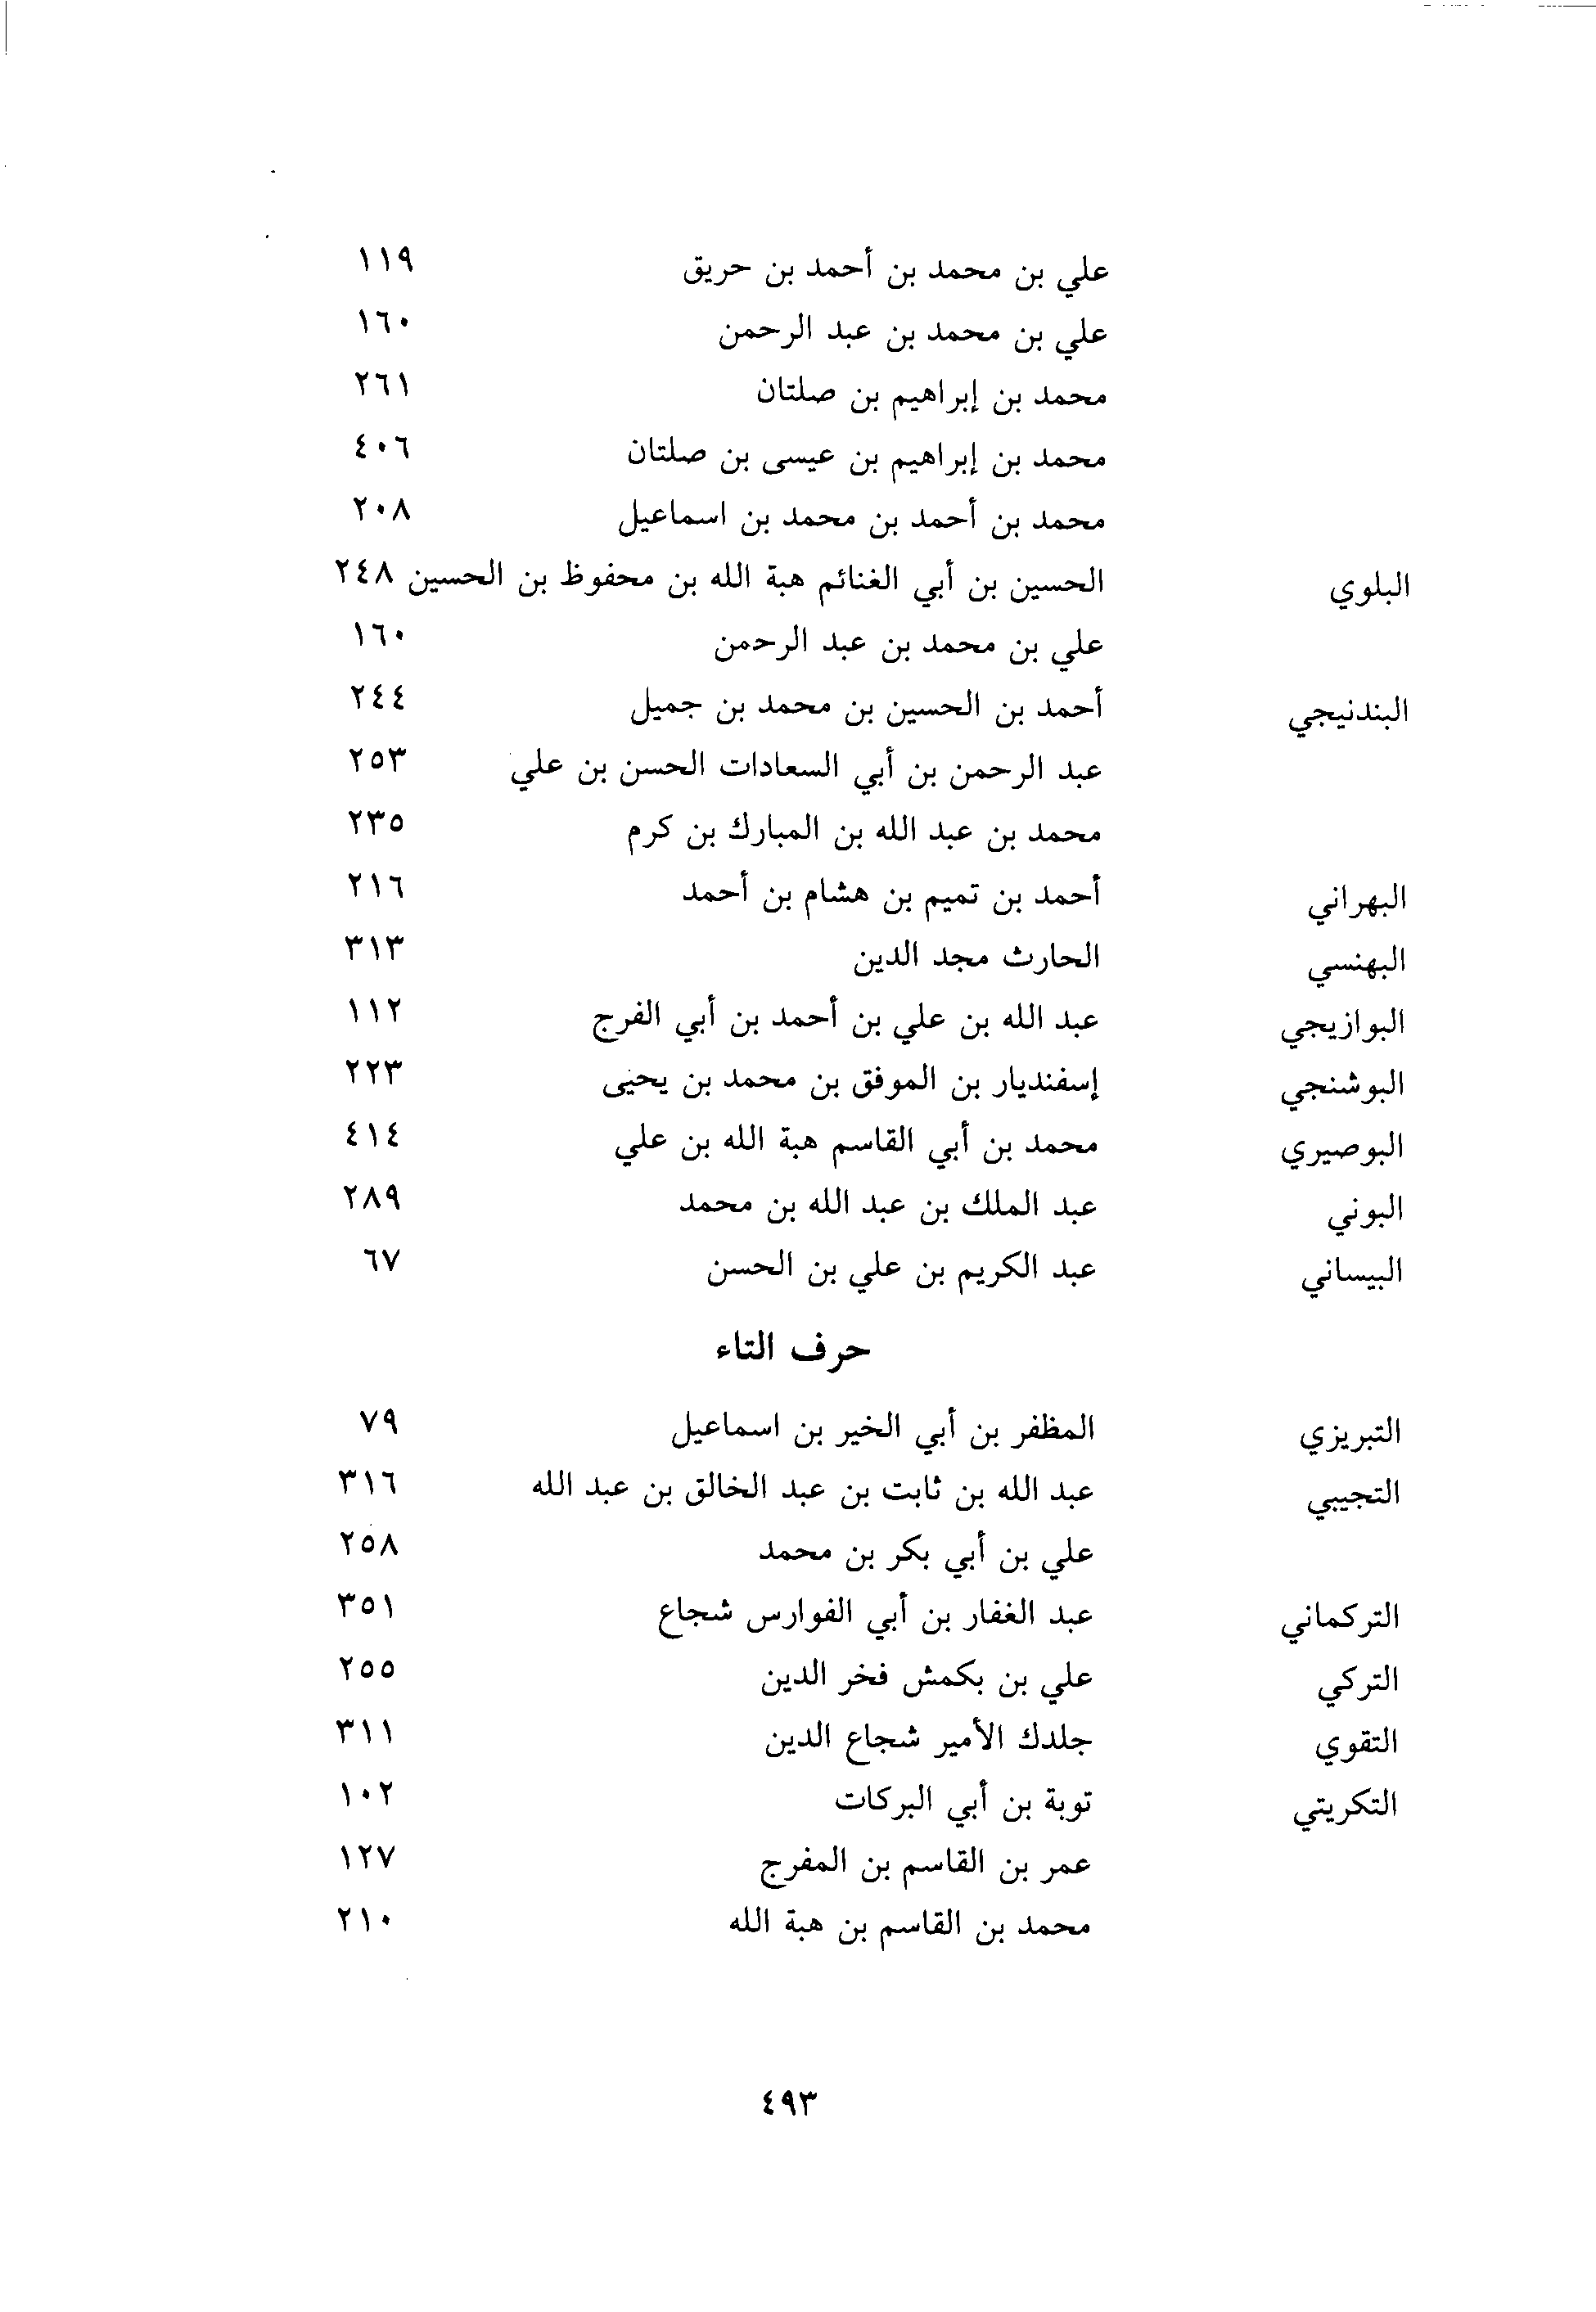 علي بن محمد بن أحمد بن حريق ١١٩
علي بن محمد بن عبد الرحمن ١٦٠
محمد بن إبراهيم بن صلتان ٢٦١
محمد بن إبراهيم بن عيسى بن صلتان ٤٠٦
محمد بن أحمد بن محمد بن اسماعيل ٢٠٨
البلوي الحسين بن أبي الغنائم هبة الله بن محفوظ بن الحسين ٢٤٨
علي بن محمد بن عبد الرحمن ١٦٠
البندنيجي أحمد بن الحسين بن محمد بن جميل ٢٤٤
عبد الرحمن بن أبي السعادات الحسن بن علي ٢٥٣
محمد بن عبد الله بن المبارك بن كرم ٢٣٥
البهراني أحمد بن تميم بن هشام بن أحمد ٢١٦
البهنسي الحارث مجد الدين ٣١٣
البوازيجي عبد الله بن علي بن أحمد بن أبي الفرج ١١٢
البوشنجي إسفنديار بن الموفق بن محمد بن يحيى ٢٢٣
البوصيري محمد بن أبي القاسم هبة الله بن علي ٤١٤
البوني عبد الملك بن عبد الله بن محمد ٢٨٩
البيساني عبد الكريم بن علي بن الحسن ٦٧
حرف التاء
التبريزي المظفر بن أبي الخير بن اسماعيل ٧٩
التجيبي عبد الله بن ثابت بن عبد الخالق بن عبد الله ٣١٦
علي بن أبي بكر بن محمد ٢٥٨
التركماني عبد الغفار بن أبي الفوارس شجاع ٣٥١
التركي علي بن بكمش فخر الدين ٢٥٥
التقوي جلدك الأمير شجاع الدين ٣١١
التكريتي توبة بن أبي البركات ١٠٢
عمر بن القاسم بن المفرج ١٢٧
محمد بن القاسم بن هبة الله ٢١٠
٤٩٣